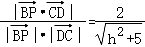 |BP·CD| / |BP|·|DC| = 2 / √(h²+5)